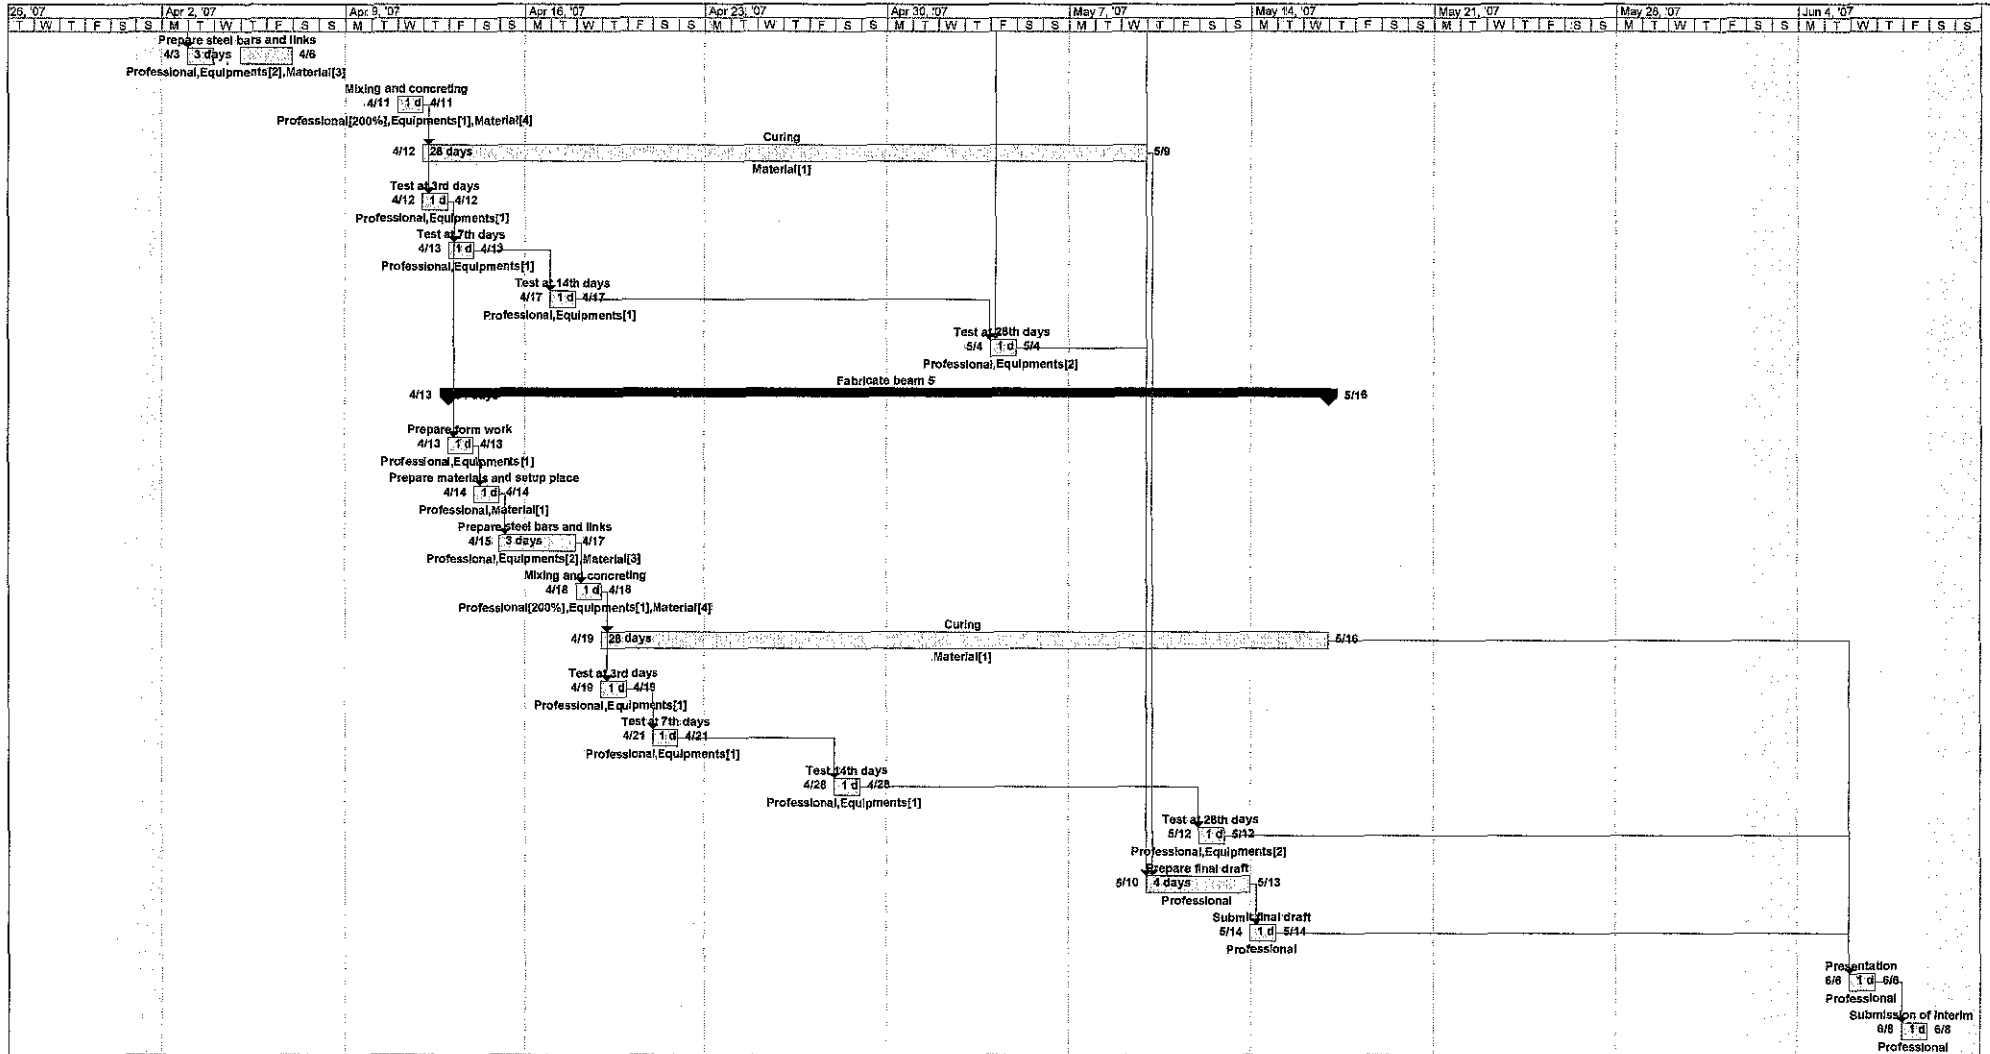 26, '07 Apr 2, '07 Apr 9, '07 Apr 16, '07 Apr 23, '07 Apr 30, '07 May 7, '07 May 14, '07 May 21, '07 May 28, '07 Jun 4, '07
T W T F S S M T W T F S S M T W T F S S M T W T F S S M T W T F S S M T W T F S S M T W T F S S M T W T F S S M T W T F S S M T W T F S S M T W T F S S
Prepare steel bars and links
4/3 3 days 4/6
Professional,Equipments[2],Material[3]
Mixing and concreting
4/11 1 d 4/11
Professional[200%],Equipments[1],Material[4]
Curing
4/12 28 days 5/9
Material[1]
Test at 3rd days
4/12 1 d 4/12
Professional,Equipments[1]
Test at 7th days
4/13 1 d 4/13
Professional,Equipments[1]
Test at 14th days
4/17 1 d 4/17
Professional,Equipments[1]
Test at 28th days
5/4 1 d 5/4
Professional,Equipments[2]
Fabricate beam 5
4/13 days 5/16
Prepare form work
4/13 1 d 4/13
Professional,Equipments[1]
Prepare materials and setup place
4/14 1 d 4/14
Professional,Material[1]
Prepare steel bars and links
4/15 3 days 4/17
Professional,Equipments[2],Material[3]
Mixing and concreting
4/18 1 d 4/18
Professional[200%],Equipments[1],Material[4]
Curing
4/19 28 days 5/16
Material[1]
Test at 3rd days
4/19 1 d 4/19
Professional,Equipments[1]
Test at 7th days
4/21 1 d 4/21
Professional,Equipments[1]
Test 14th days
4/28 1 d 4/28
Professional,Equipments[1]
Test at 28th days
5/12 1 d 5/12
Professional,Equipments[2]
Prepare final draft
5/10 4 days 5/13
Professional
Submit final draft
5/14 1 d 5/14
Professional
Presentation
6/6 1 d 6/6
Professional
Submission of interim
6/8 1 d 6/8
Professional